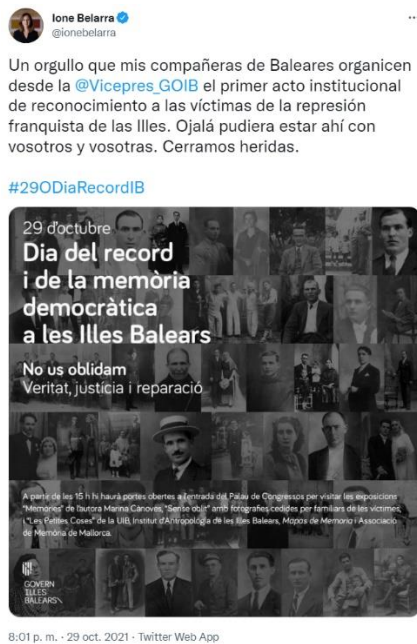 Ione Belarra
@ionebelarra
Un orgullo que mis compañeras de Baleares organicen
desde la @Vicepres_GOIB el primer acto institucional
de reconocimiento a las víctimas de la represión
franquista de las Illes. Ojalá pudiera estar ahí con
vosotros y vosotras. Cerramos heridas.
#29ODiaRecordIB
29 d'octubre
Dia del record
i de la memòria
democràtica
a les Illes Balears
No us oblidam
Veritat, justícia i reparació
A partir de les 15 h hi haurà portes obertes a l'entrada del Palau de Congressos per visitar les exposicions
"Memòries" de l'autora Marina Cánoves, "Sense oblit" amb fotografies cedides per familiars de les víctimes,
i "Les Petites Coses" de la UIB, Institut d'Antropologia de les Illes Balears, Mapas de Memoria i Associació
de Memòria de Mallorca.
GOVERN
ILLES
BALEARS
8:01 p. m. · 29 oct. 2021 · Twitter Web App